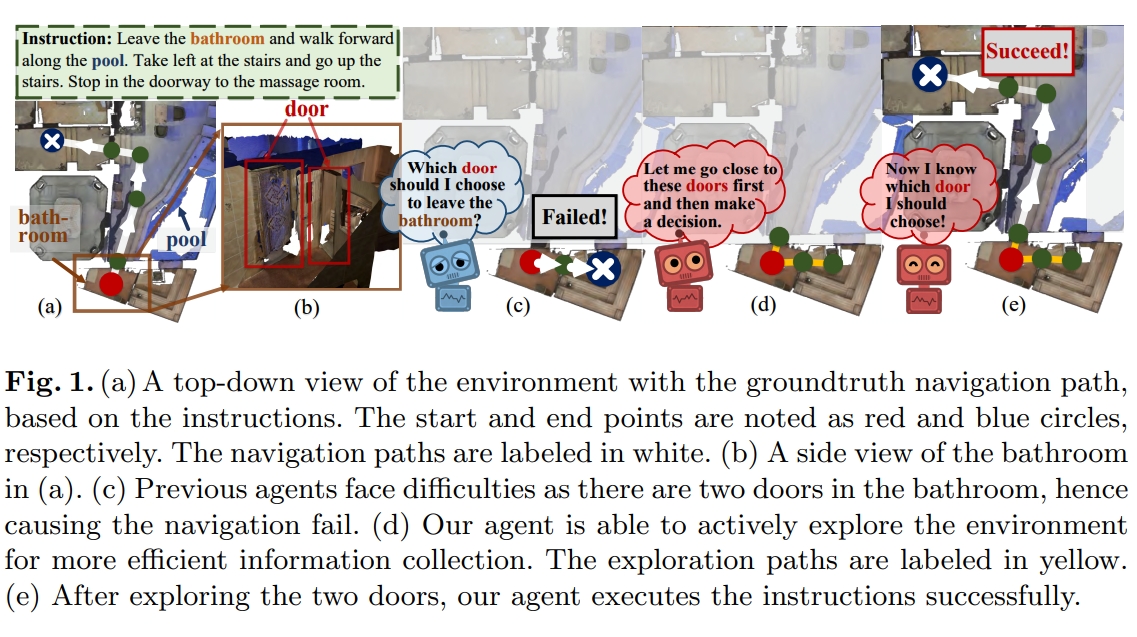 Instruction: Leave the bathroom and walk forward
along the pool. Take left at the stairs and go up the
stairs. Stop in the doorway to the massage room.
door
bath-
room
pool
Which door
should I choose
to leave the
bathroom?
Failed!
Let me go close to
these doors first
and then make
a decision.
Succeed!
Now I know
which door
I should
choose!
(a)
(b)
(c)
(d)
(e)
Fig. 1. (a) A top-down view of the environment with the groundtruth navigation path,
based on the instructions. The start and end points are noted as red and blue circles,
respectively. The navigation paths are labeled in white. (b) A side view of the bathroom
in (a). (c) Previous agents face difficulties as there are two doors in the bathroom, hence
causing the navigation fail. (d) Our agent is able to actively explore the environment
for more efficient information collection. The exploration paths are labeled in yellow.
(e) After exploring the two doors, our agent executes the instructions successfully.